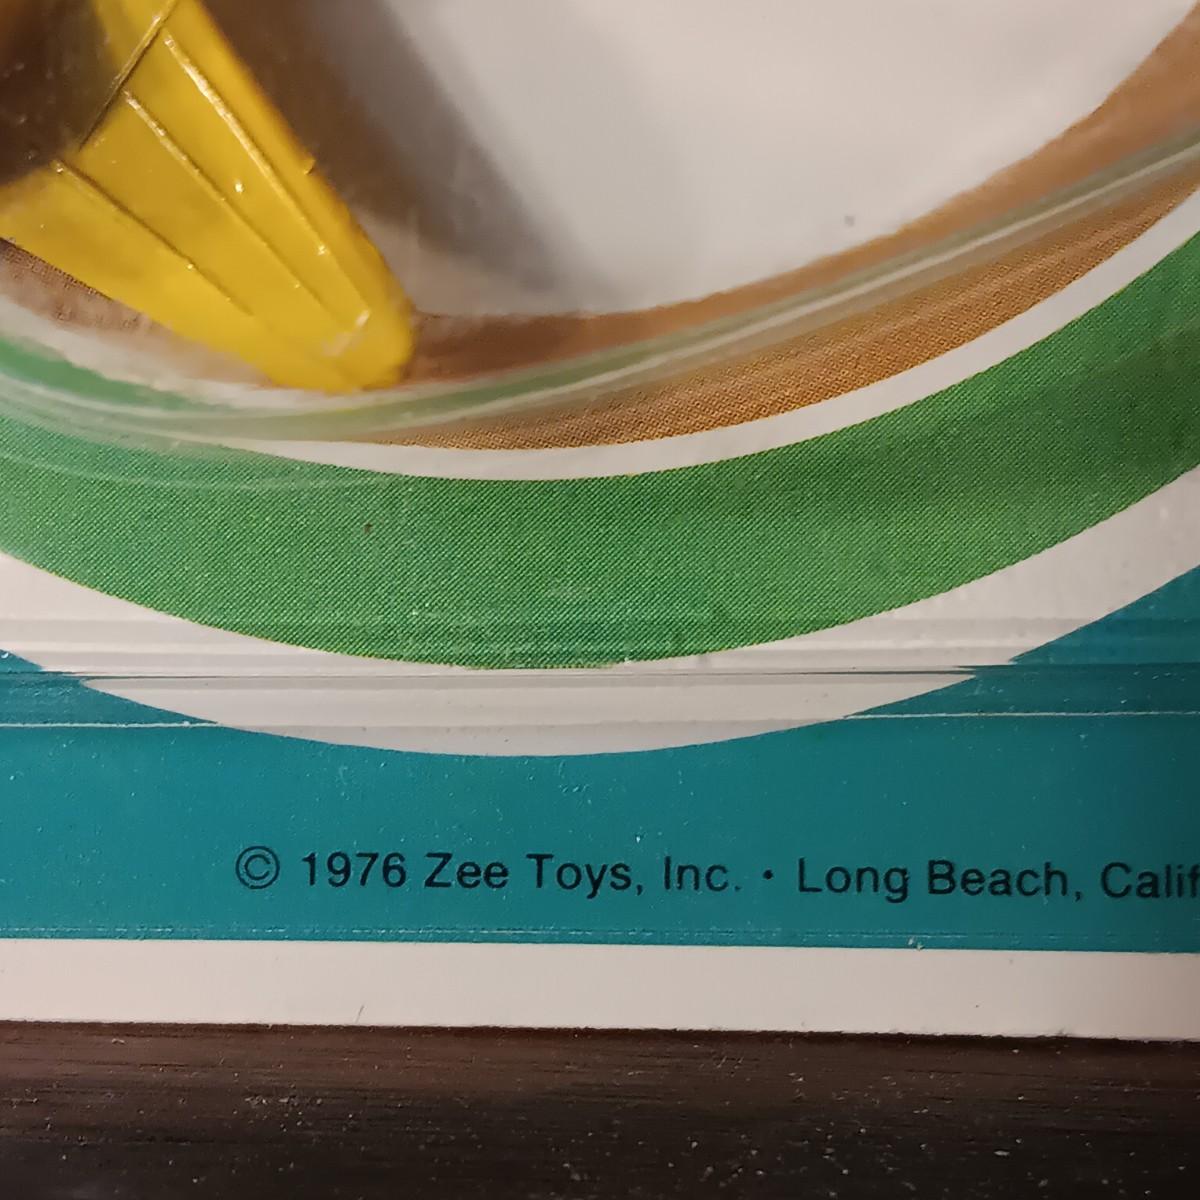 © 1976 Zee Toys, Inc. • Long Beach, Calif